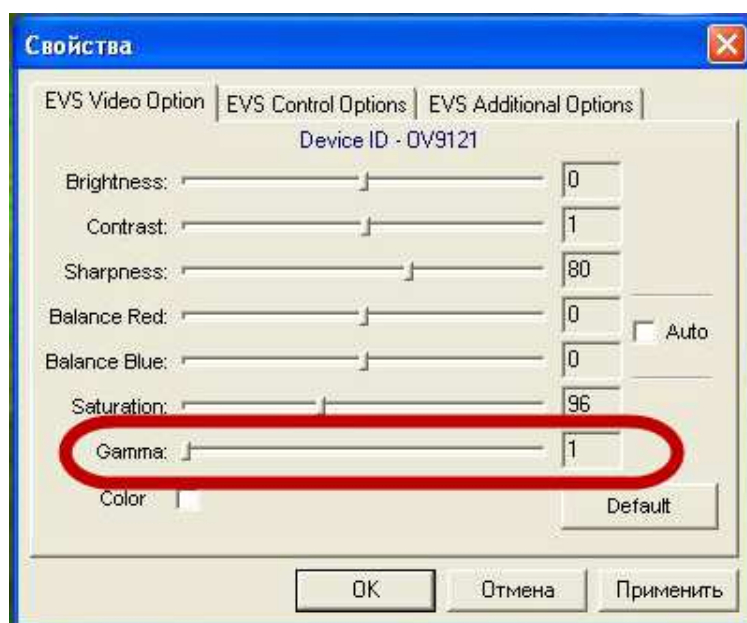 Свойства
EVS Video Option EVS Control Options EVS Additional Options
Device ID - OV9121
Brightness: 0
Contrast: 1
Sharpness: 80
Balance Red: 0
Auto
Balance Blue: 0
Saturation: 96
Gamma: 1
Color
Default
OK Отмена Применить